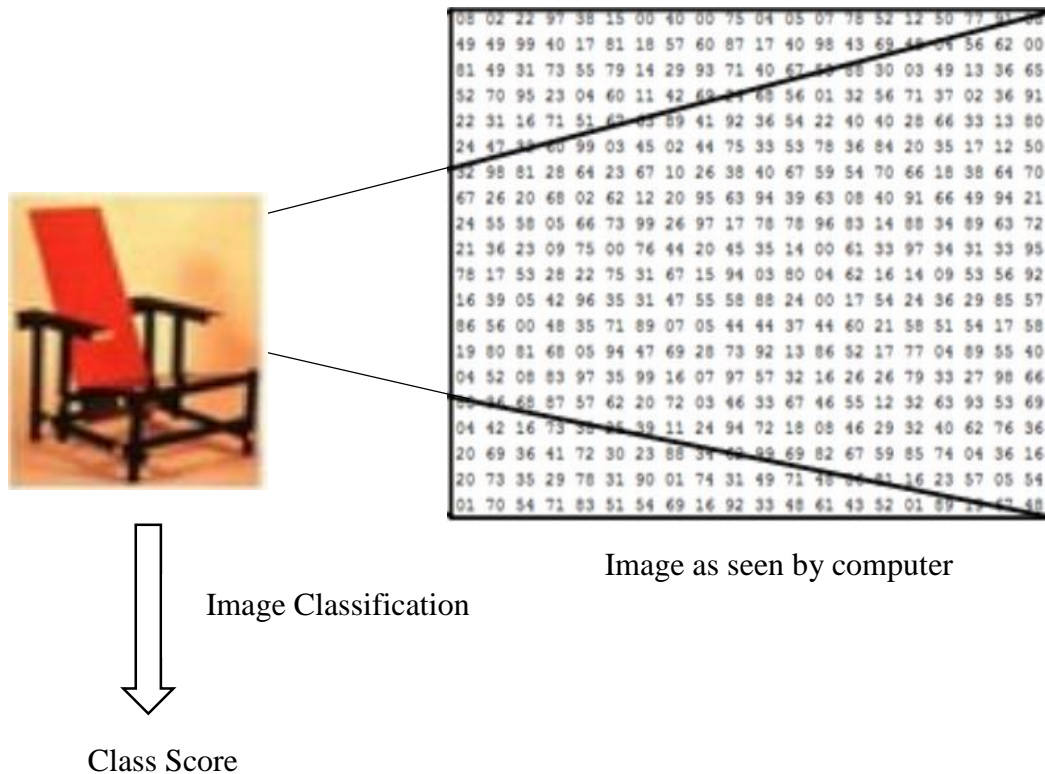 08 02 22 97 38 15 00 40 00 75 04 05 07 78 52 12 50 77 91
49 49 99 40 17 81 18 57 60 87 17 40 98 43 69 48 04 56 62 00
81 49 31 73 55 79 14 29 93 71 40 67 88 30 03 49 13 36 65
52 70 95 23 04 60 11 42 69 24 68 56 01 32 56 71 37 02 36 91
22 31 16 71 51 67 63 89 41 92 36 54 22 40 40 28 66 33 13 80
24 47 60 99 03 45 02 44 75 33 53 78 36 84 20 35 17 12 50
32 98 81 28 64 23 67 10 26 38 40 67 59 54 70 66 18 38 64 70
67 26 20 68 02 62 12 20 95 63 94 39 63 08 40 91 66 49 94 21
24 55 58 05 66 73 99 26 97 17 78 78 96 83 14 88 34 89 63 72
21 36 23 09 75 00 76 44 20 45 35 14 00 61 33 97 34 31 33 95
78 17 53 28 22 75 31 67 15 94 03 80 04 62 16 14 09 53 56 92
16 39 05 42 96 35 31 47 55 58 88 24 00 17 54 24 36 29 85 57
86 56 00 48 35 71 89 07 05 44 44 37 44 60 21 58 51 54 17 58
19 80 81 68 05 94 47 69 28 73 92 13 86 52 17 77 04 89 55 40
04 52 08 83 97 35 99 16 07 97 57 32 16 26 26 79 33 27 98 66
68 87 57 62 20 72 03 46 33 67 46 55 12 32 63 93 53 69
04 42 16 73 38 25 39 11 24 94 72 18 08 46 29 32 40 62 76 36
20 69 36 41 72 30 23 88 34 62 99 69 82 67 59 85 74 04 36 16
20 73 35 29 78 31 90 01 74 31 49 71 48 16 23 57 05 54
01 70 54 71 83 51 54 69 16 92 33 48 61 43 52 01 89 19 67 48
Image as seen by computer
Image Classification
Class Score